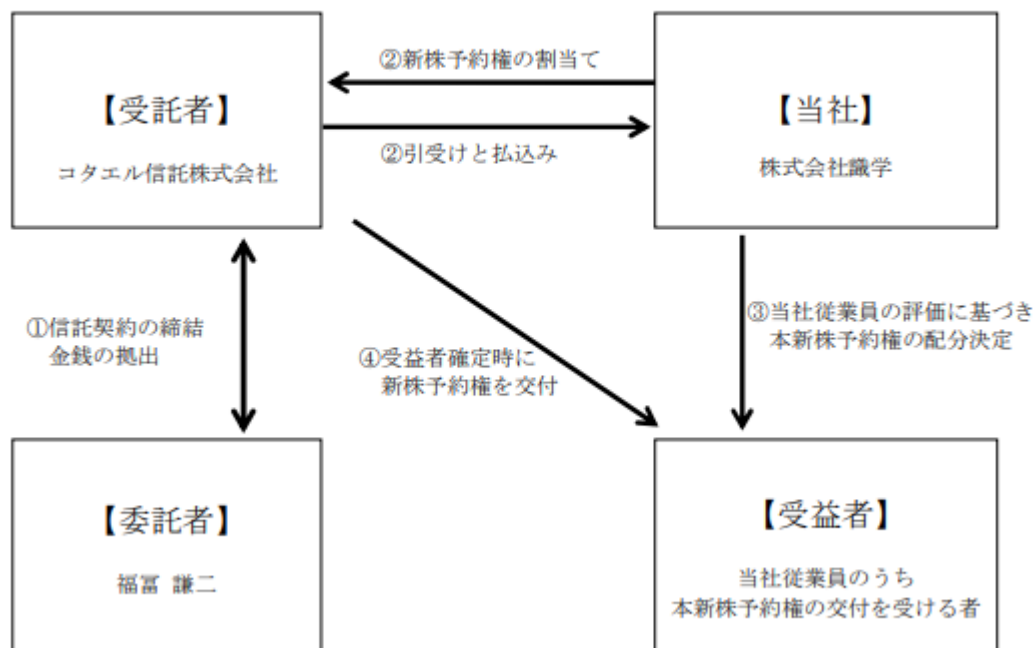 ②新株予約権の割当て
【受託者】
コタエル信託株式会社
【当社】
株式会社識学
②引受けと払込み
①信託契約の締結
金銭の拠出
③当社従業員の評価に基づき
本新株予約権の配分決定
④受益者確定時に
新株予約権を交付
【委託者】
福冨 謙二
【受益者】
当社従業員のうち
本新株予約権の交付を受ける者